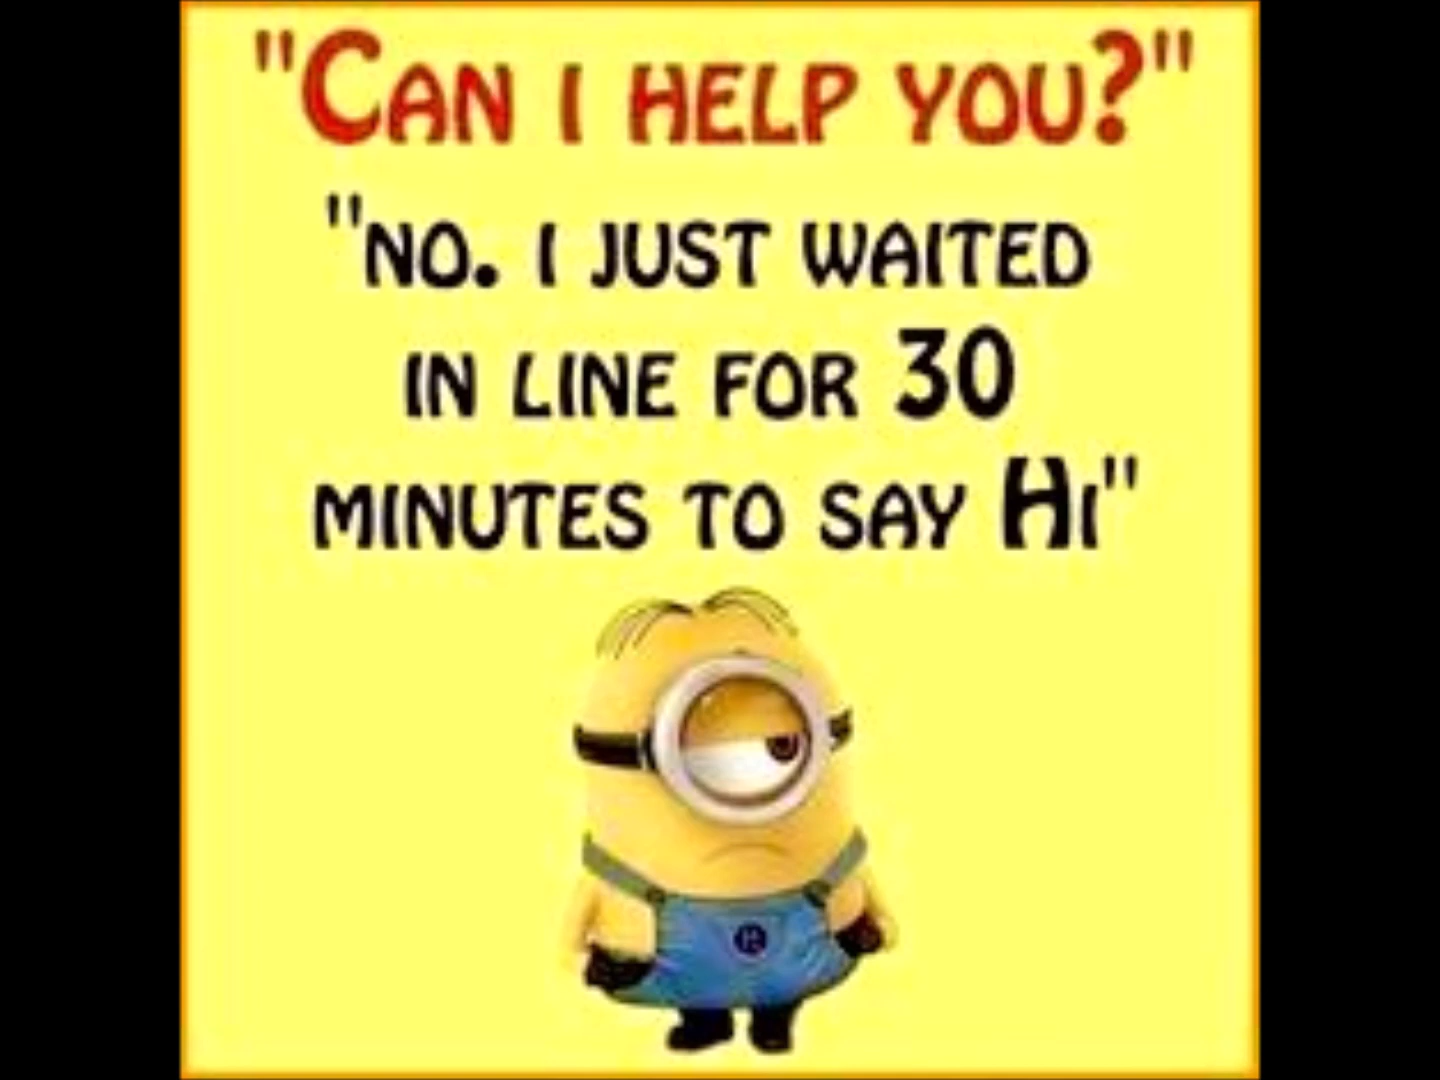 "Can I help you?"
"no. i just waited
in line for 30
minutes to say Hi"